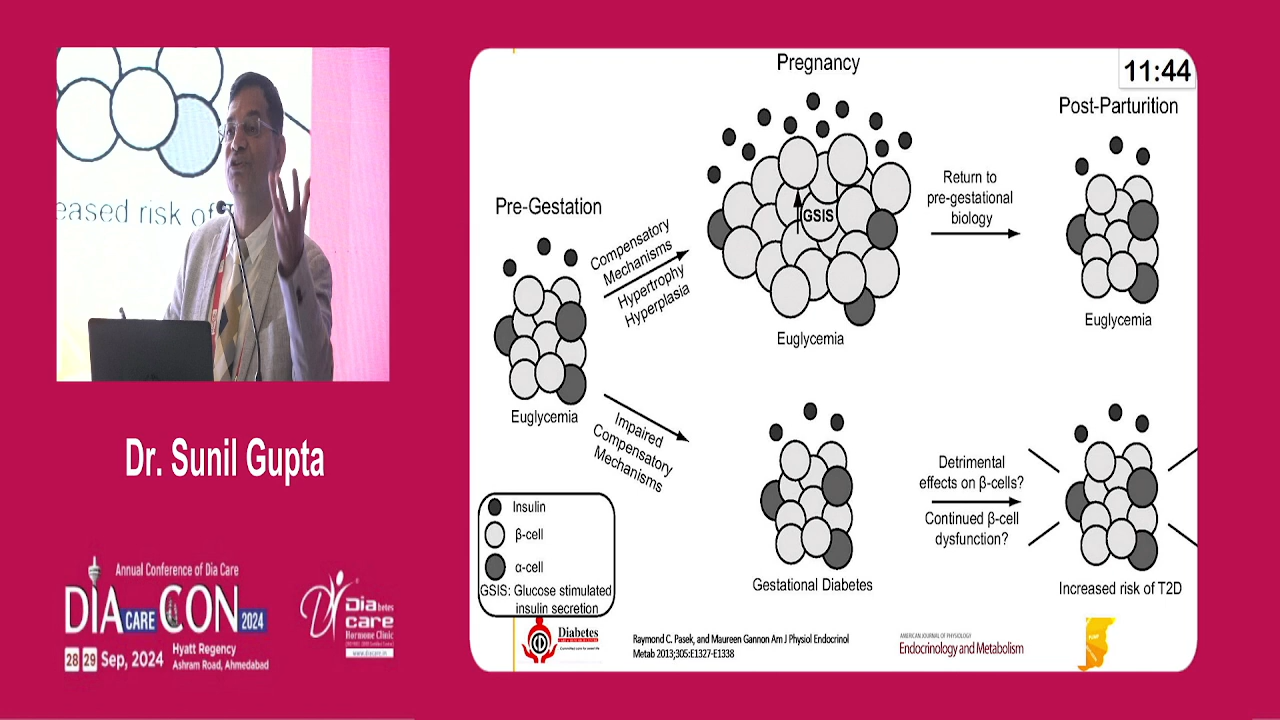 eased risk of T
Dr. Sunil Gupta
Annual Conference of Dia Care
DIA CARE CON 2024
28 29 Sep, 2024
Hyatt Regency
Ashram Road, Ahmedabad
Diabetes
care
Hormone Clinic
www.diacare.in
11:44
Pregnancy
Post-Parturition
Pre-Gestation
Compensatory
Mechanisms
Hypertrophy
Hyperplasia
GSIS
Return to
pre-gestational
biology
Euglycemia
Euglycemia
Euglycemia
Impaired
Compensatory
Mechanisms
Detrimental
effects on β-cells?
Continued β-cell
dysfunction?
Gestational Diabetes
Increased risk of T2D
Insulin
β-cell
α-cell
GSIS: Glucose stimulated
insulin secretion
Diabetes
Raymond C. Pasek, and Maureen Gannon Am J Physiol Endocrinol
Metab 2013;305:E1327-E1338
AMERICAN JOURNAL OF PHYSIOLOGY
Endocrinology and Metabolism